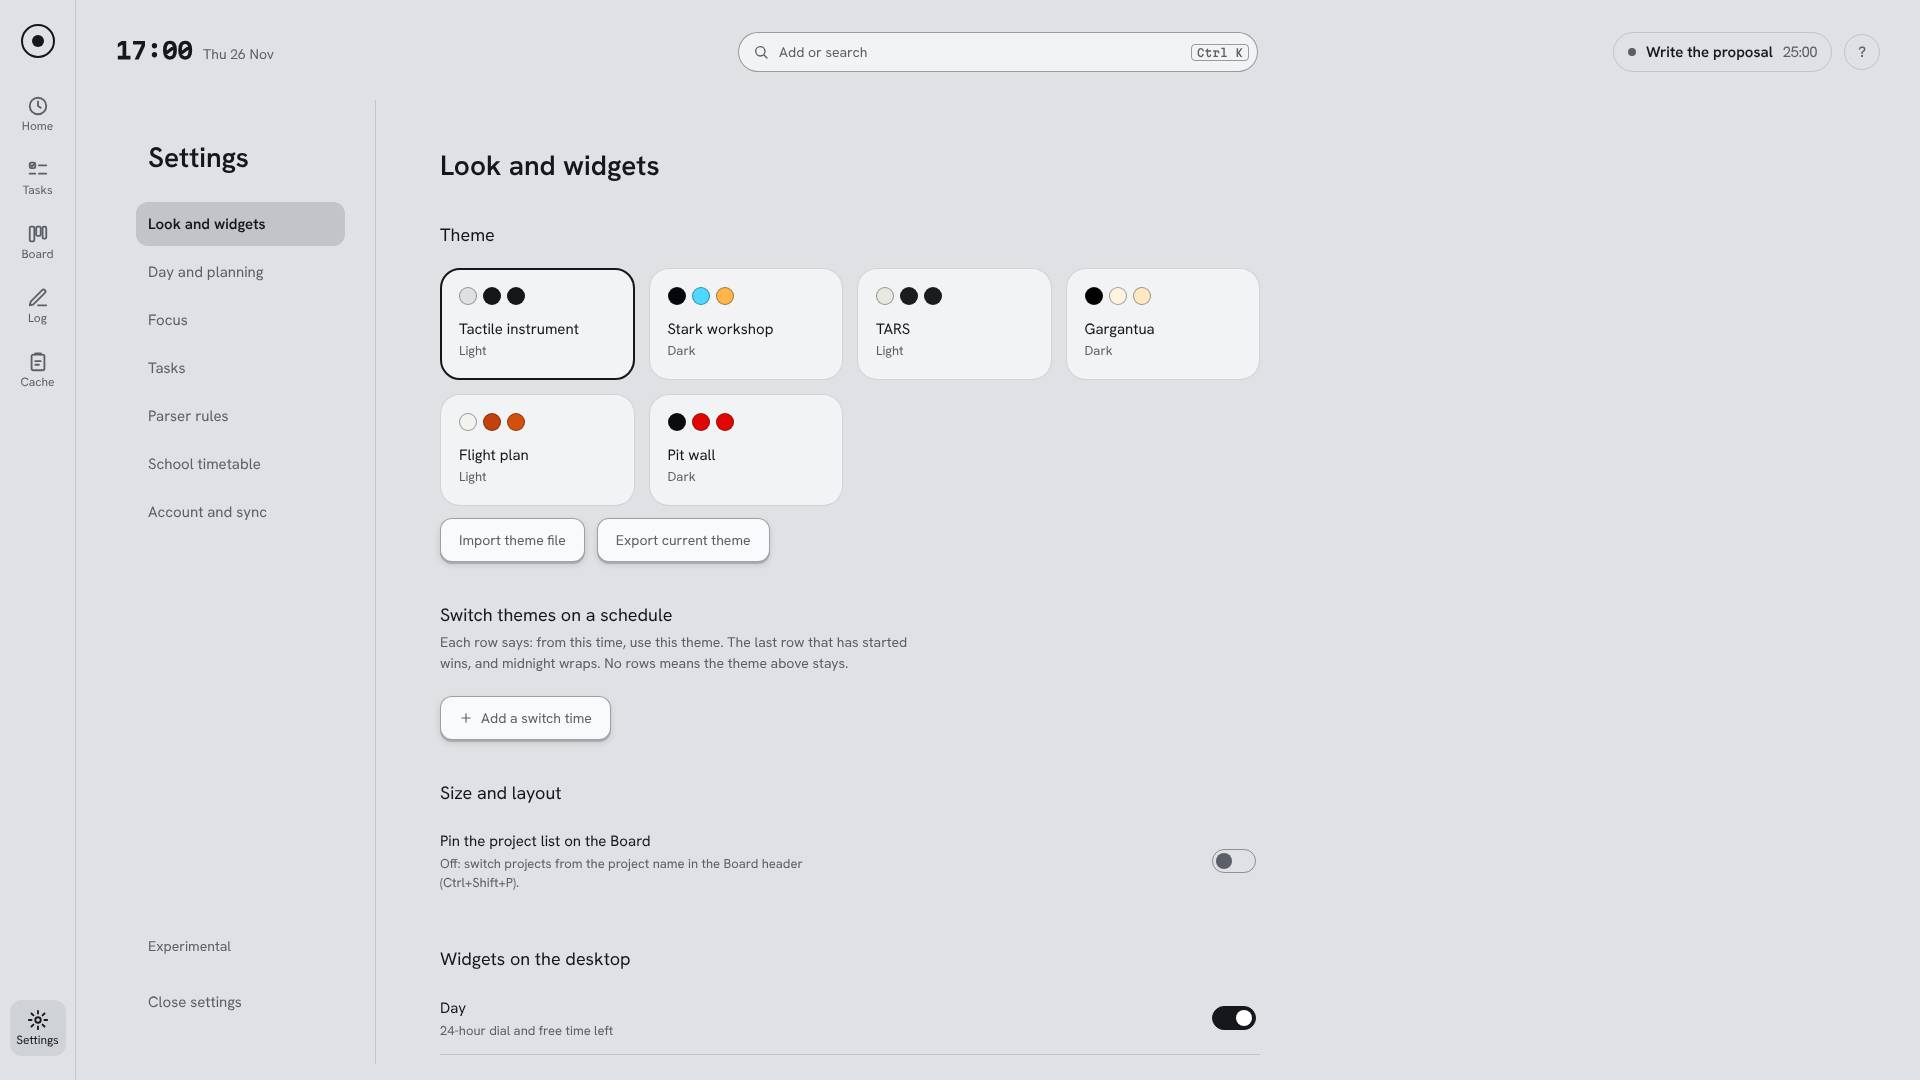 17:00 Thu 26 Nov
Add or search
Ctrl K
Write the proposal 25:00
?
Home
Tasks
Board
Log
Cache
Settings
Settings
Look and widgets
Day and planning
Focus
Tasks
Parser rules
School timetable
Account and sync
Experimental
Close settings
Look and widgets
Theme
Tactile instrument
Light
Stark workshop
Dark
TARS
Light
Gargantua
Dark
Flight plan
Light
Pit wall
Dark
Import theme file
Export current theme
Switch themes on a schedule
Each row says: from this time, use this theme. The last row that has started
wins, and midnight wraps. No rows means the theme above stays.
+ Add a switch time
Size and layout
Pin the project list on the Board
Off: switch projects from the project name in the Board header
(Ctrl+Shift+P).
Widgets on the desktop
Day
24-hour dial and free time left